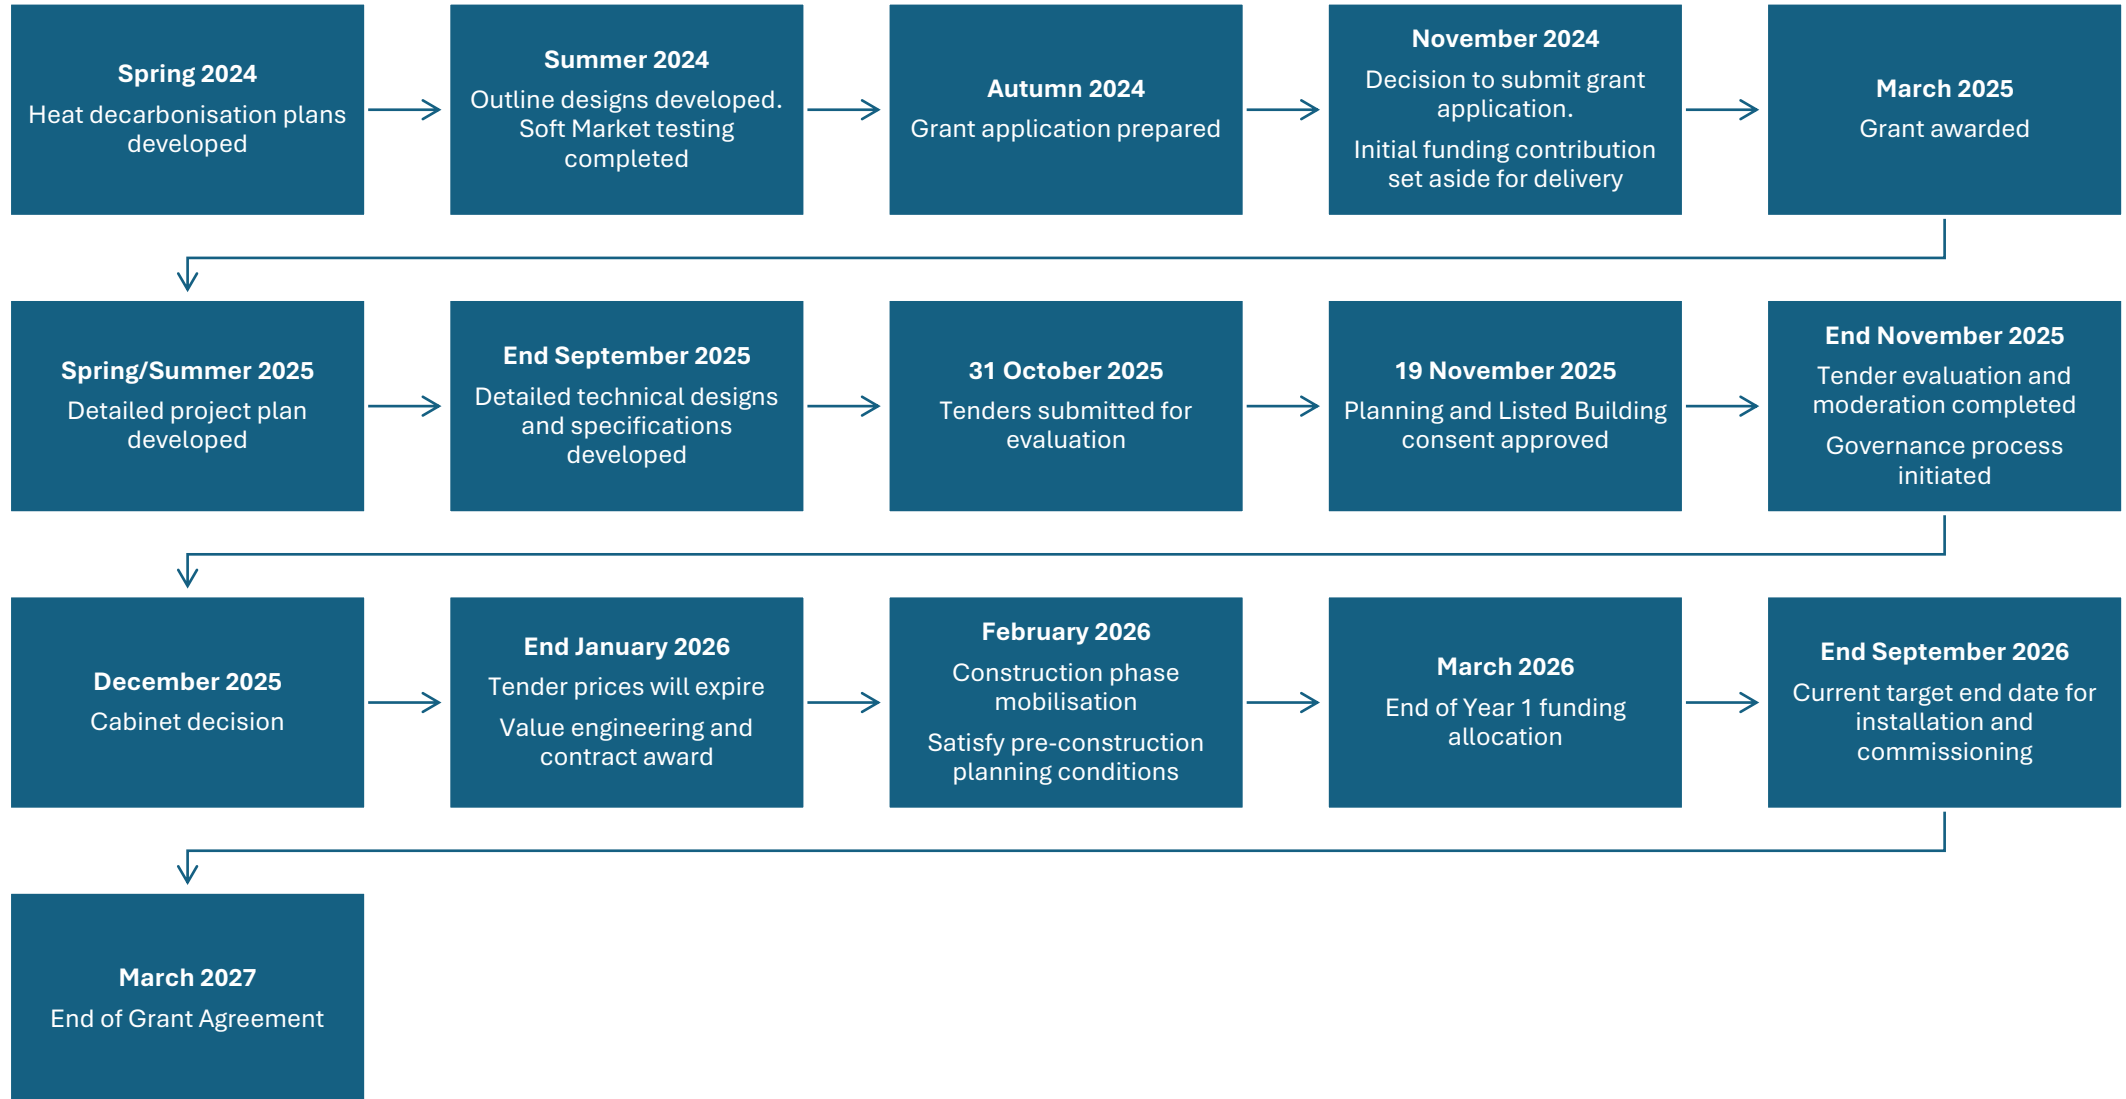 Spring 2024
Heat decarbonisation plans
developed
Summer 2024
Outline designs developed.
Soft Market testing
completed
Autumn 2024
Grant application prepared
November 2024
Decision to submit grant
application.
Initial funding contribution
set aside for delivery
March 2025
Grant awarded
Spring/Summer 2025
Detailed project plan
developed
End September 2025
Detailed technical designs
and specifications
developed
31 October 2025
Tenders submitted for
evaluation
19 November 2025
Planning and Listed Building
consent approved
End November 2025
Tender evaluation and
moderation completed
Governance process
initiated
December 2025
Cabinet decision
End January 2026
Tender prices will expire
Value engineering and
contract award
February 2026
Construction phase
mobilisation
Satisfy pre-construction
planning conditions
March 2026
End of Year 1 funding
allocation
End September 2026
Current target end date for
installation and
commissioning
March 2027
End of Grant Agreement